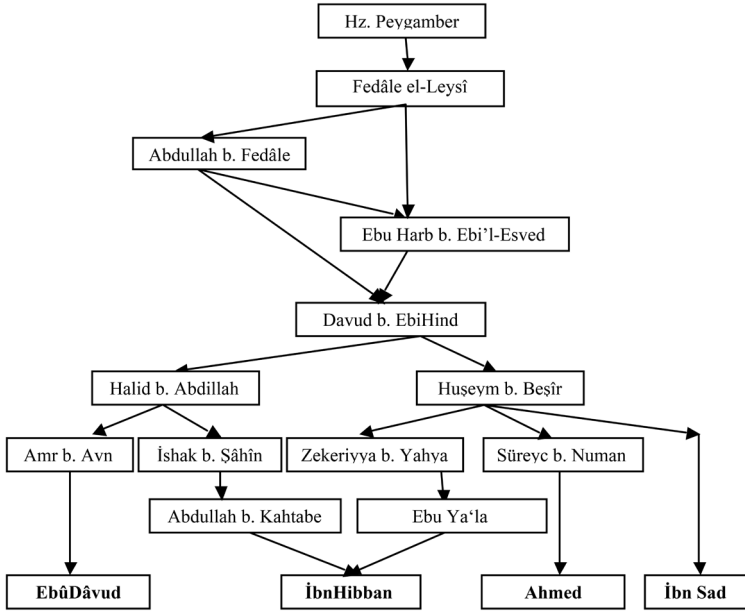 Hz. Peygamber
Fedâle el-Leysî
Abdullah b. Fedâle
Ebu Harb b. Ebi’l-Esved
Davud b. EbiHind
Halid b. Abdillah
Huşeym b. Beşîr
Amr b. Avn
İshak b. Şâhîn
Zekeriyya b. Yahya
Süreyc b. Numan
Abdullah b. Kahtabe
Ebu Ya‘la
EbûDâvud
İbnHibban
Ahmed
İbn Sad